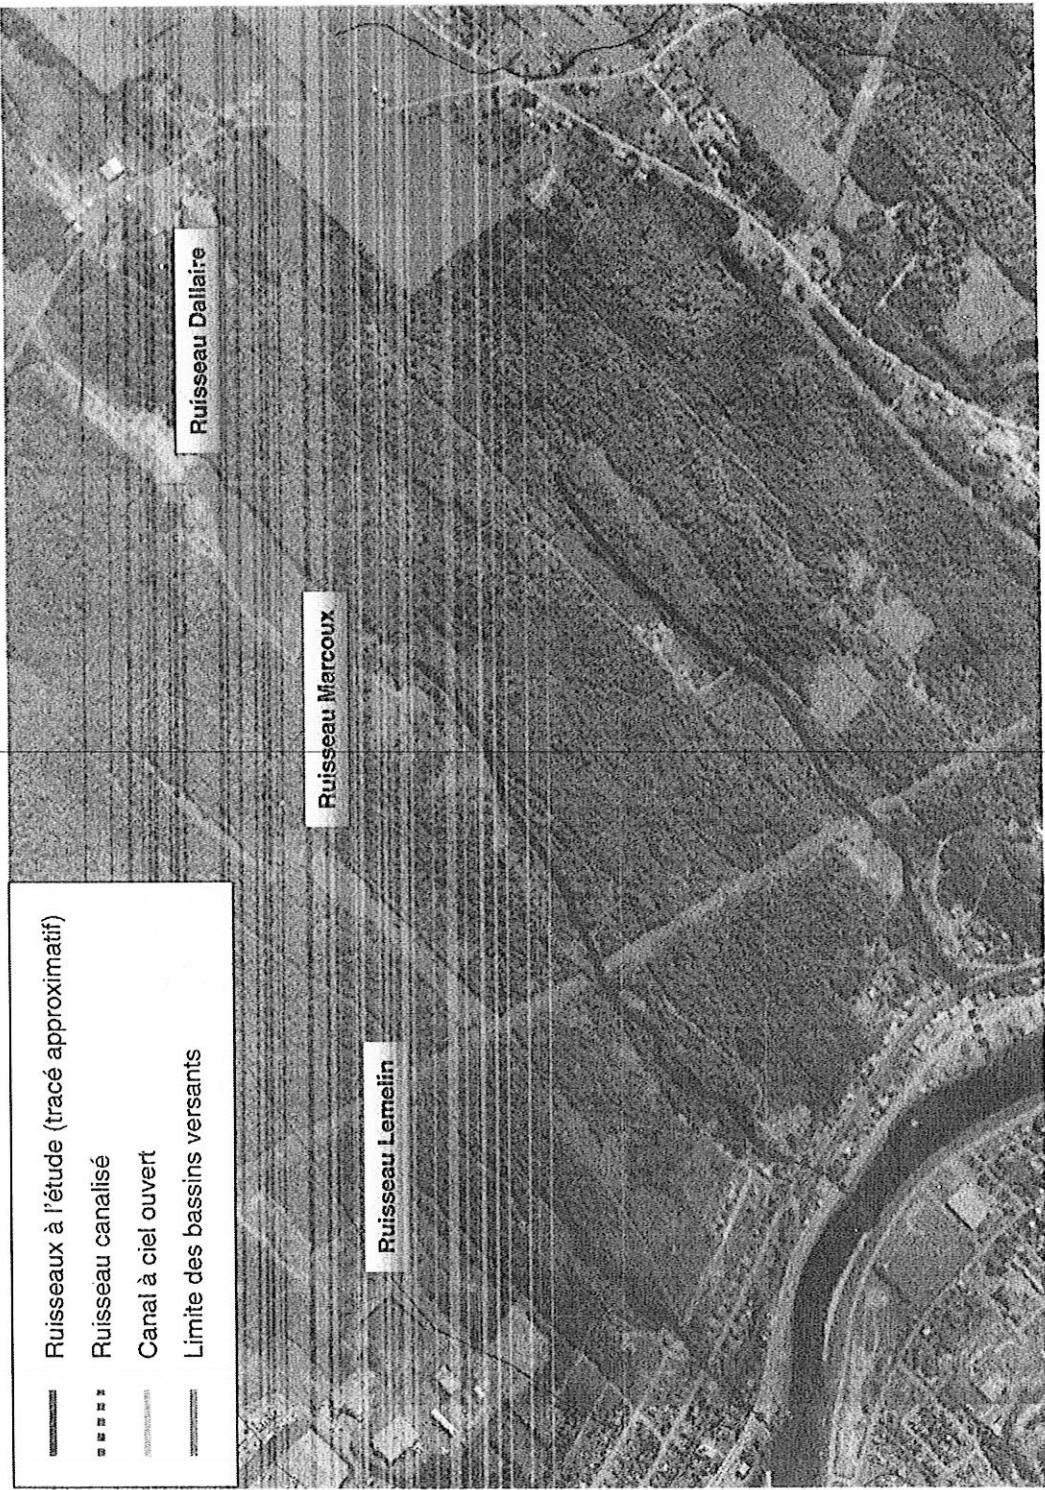 Ruisseaux à l'étude (tracé approximatif)
Ruisseau canalisé
Canal à ciel ouvert
Limite des bassins versants
Ruisseau Lemelin
Ruisseau Marcoux
Ruisseau Dallaire